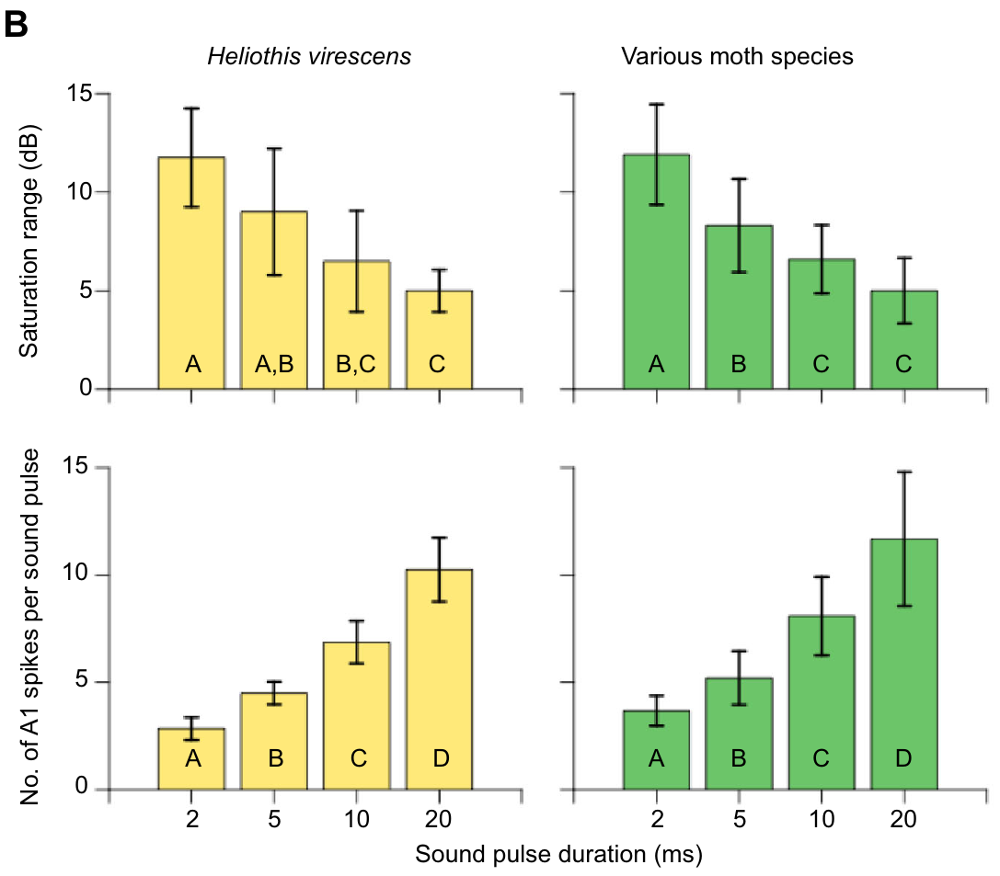 B
Heliothis virescens
Various moth species
Saturation range (dB)
15
10
5
0
A
A,B
B,C
C
A
B
C
C
No. of A1 spikes per sound pulse
15
10
5
0
A
B
C
D
A
B
C
D
2 5 10 20
2 5 10 20
Sound pulse duration (ms)